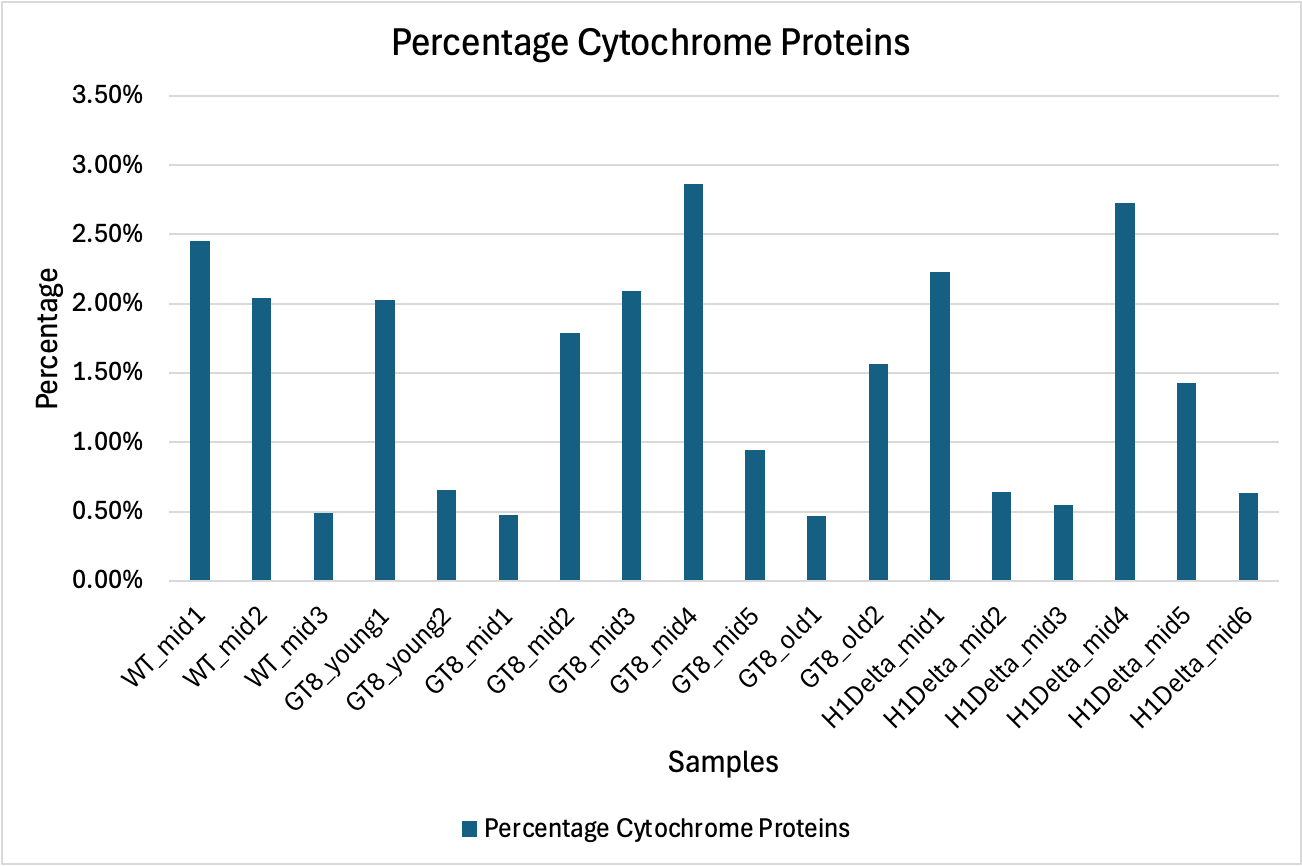 Percentage Cytochrome Proteins
3.50%
3.00%
2.50%
2.00%
1.50%
1.00%
0.50%
0.00%
Percentage
WT_mid1
WT_mid2
WT_mid3
GT8_young1
GT8_young2
GT8_mid1
GT8_mid2
GT8_mid3
GT8_mid4
GT8_mid5
GT8_old1
GT8_old2
H1Delta_mid1
H1Delta_mid2
H1Delta_mid3
H1Delta_mid4
H1Delta_mid5
H1Delta_mid6
Samples
Percentage Cytochrome Proteins